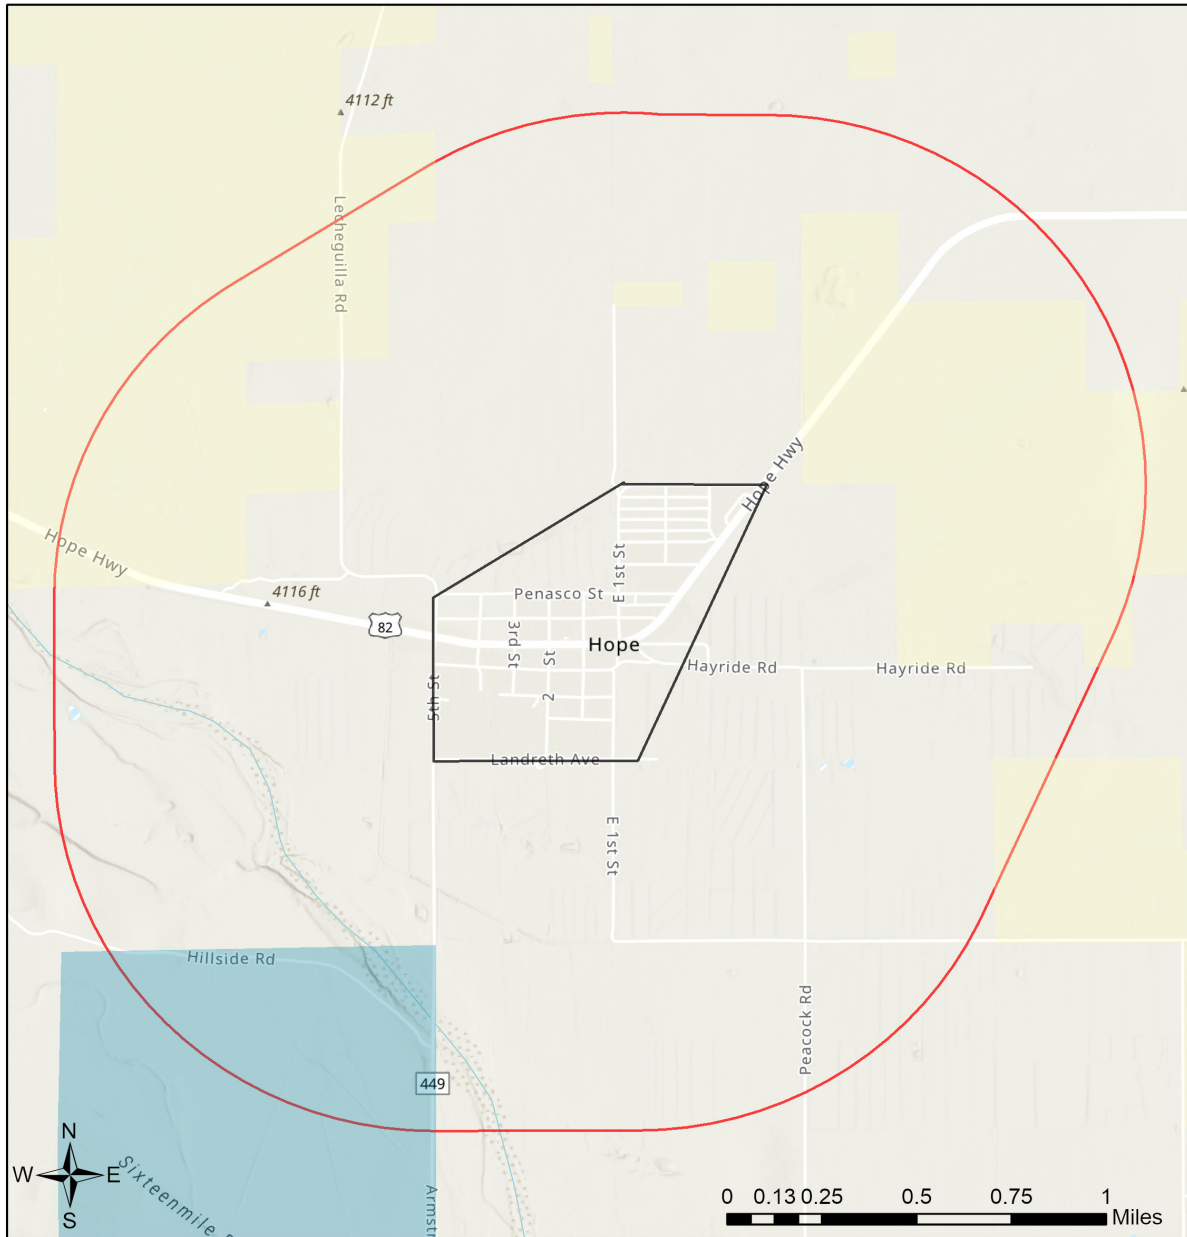 4112 ft
Lecheguilla Rd
Hope Hwy
Hope Hwy
4116 ft
82
Penasco St
E 1st St
3rd St
2 St
Hope
Hayride Rd
Hayride Rd
5th St
Landreth Ave
E 1st St
Hillside Rd
Peacock Rd
449
N
W E
S
Sixteenmile
Armstr
0 0.13 0.25 0.5 0.75 1
Miles